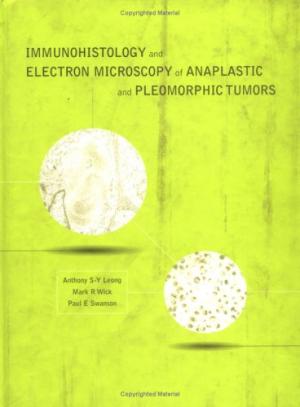 Copyrighted Material
IMMUNOHISTOLOGY and
ELECTRON MICROSCOPY of ANAPLASTIC
and PLEOMORPHIC TUMORS
Anthony S-Y Leong
Mark R Wick
Paul E Swanson
Copyrighted Material